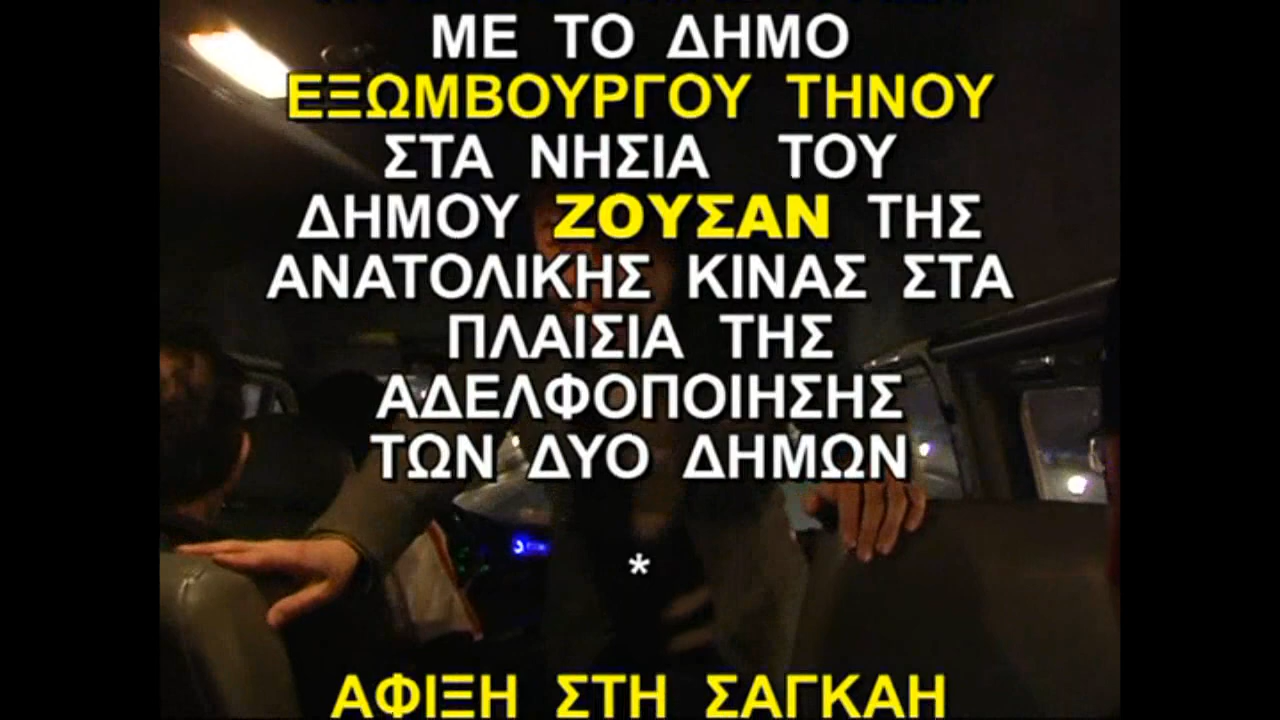 ΜΕ ΤΟ ΔΗΜΟ
ΕΞΩΜΒΟΥΡΓΟΥ ΤΗΝΟΥ
ΣΤΑ ΝΗΣΙΑ ΤΟΥ
ΔΗΜΟΥ ΖΟΥΣΑΝ ΤΗΣ
ΑΝΑΤΟΛΙΚΗΣ ΚΙΝΑΣ ΣΤΑ
ΠΛΑΙΣΙΑ ΤΗΣ
ΑΔΕΛΦΟΠΟΙΗΣΗΣ
ΤΩΝ ΔΥΟ ΔΗΜΩΝ
*
ΑΦΙΞΗ ΣΤΗ ΣΑΓΚΑΗ